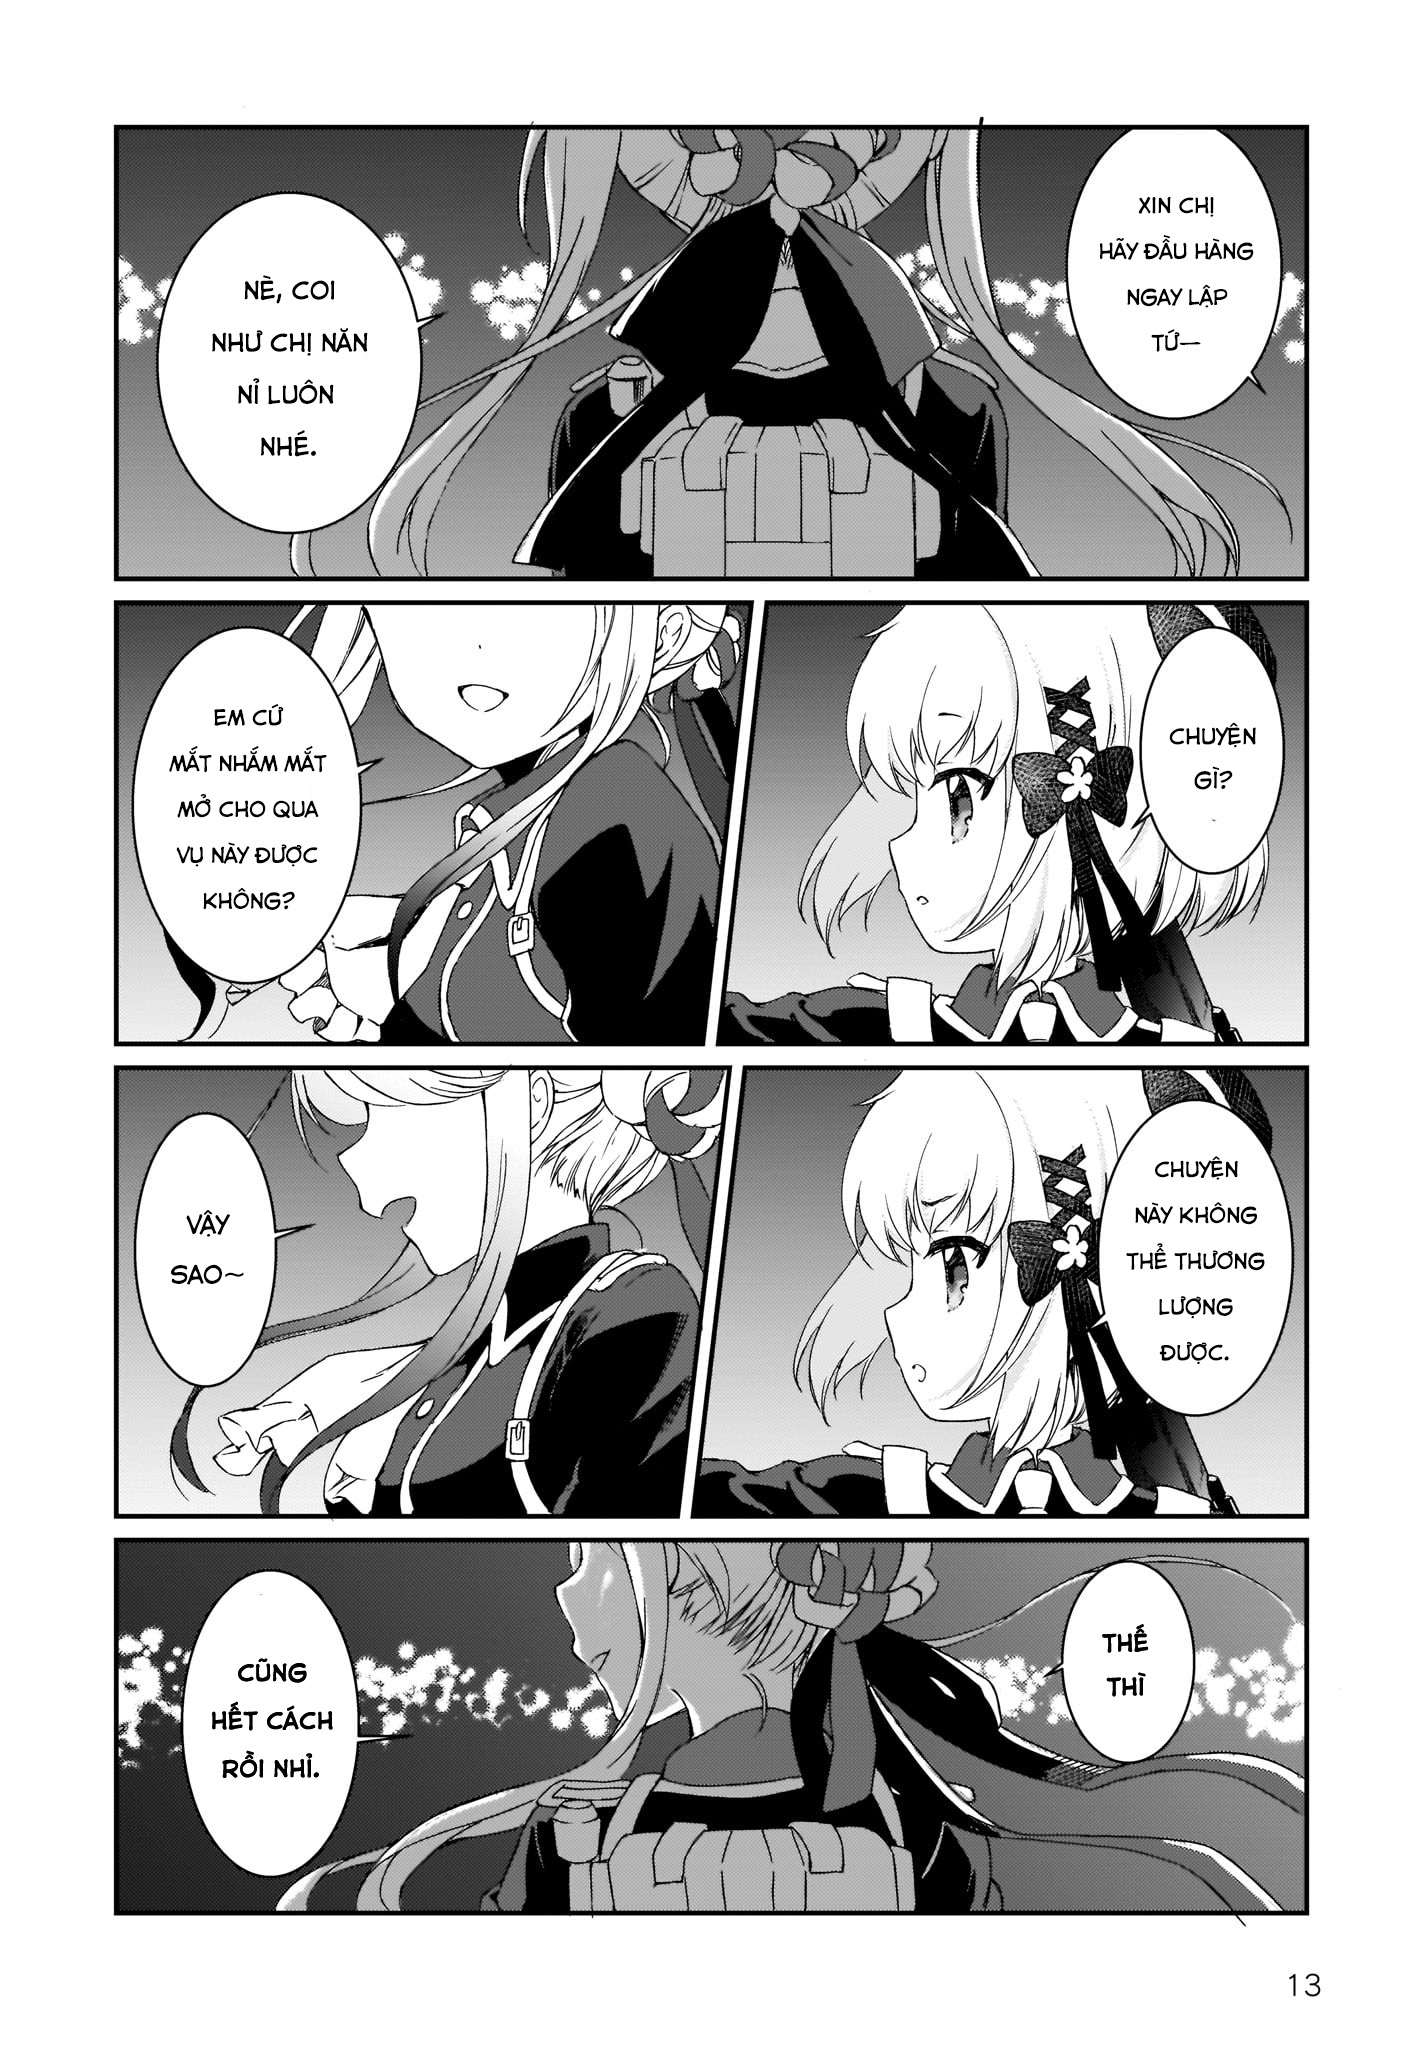 XIN CHỊ
HÃY ĐẦU HÀNG
NGAY LẬP
TỨ—
NÈ, COI
NHƯ CHỊ NĂN
NỈ LUÔN
NHÉ.
CHUYỆN
GÌ?
EM CỨ
MẮT NHẮM MẮT
MỞ CHO QUA
VỤ NÀY ĐƯỢC
KHÔNG?
CHUYỆN
NÀY KHÔNG
THỂ THƯƠNG
LƯỢNG
ĐƯỢC.
VẬY
SAO~
THẾ
THÌ
CŨNG
HẾT CÁCH
RỒI NHỈ.
13